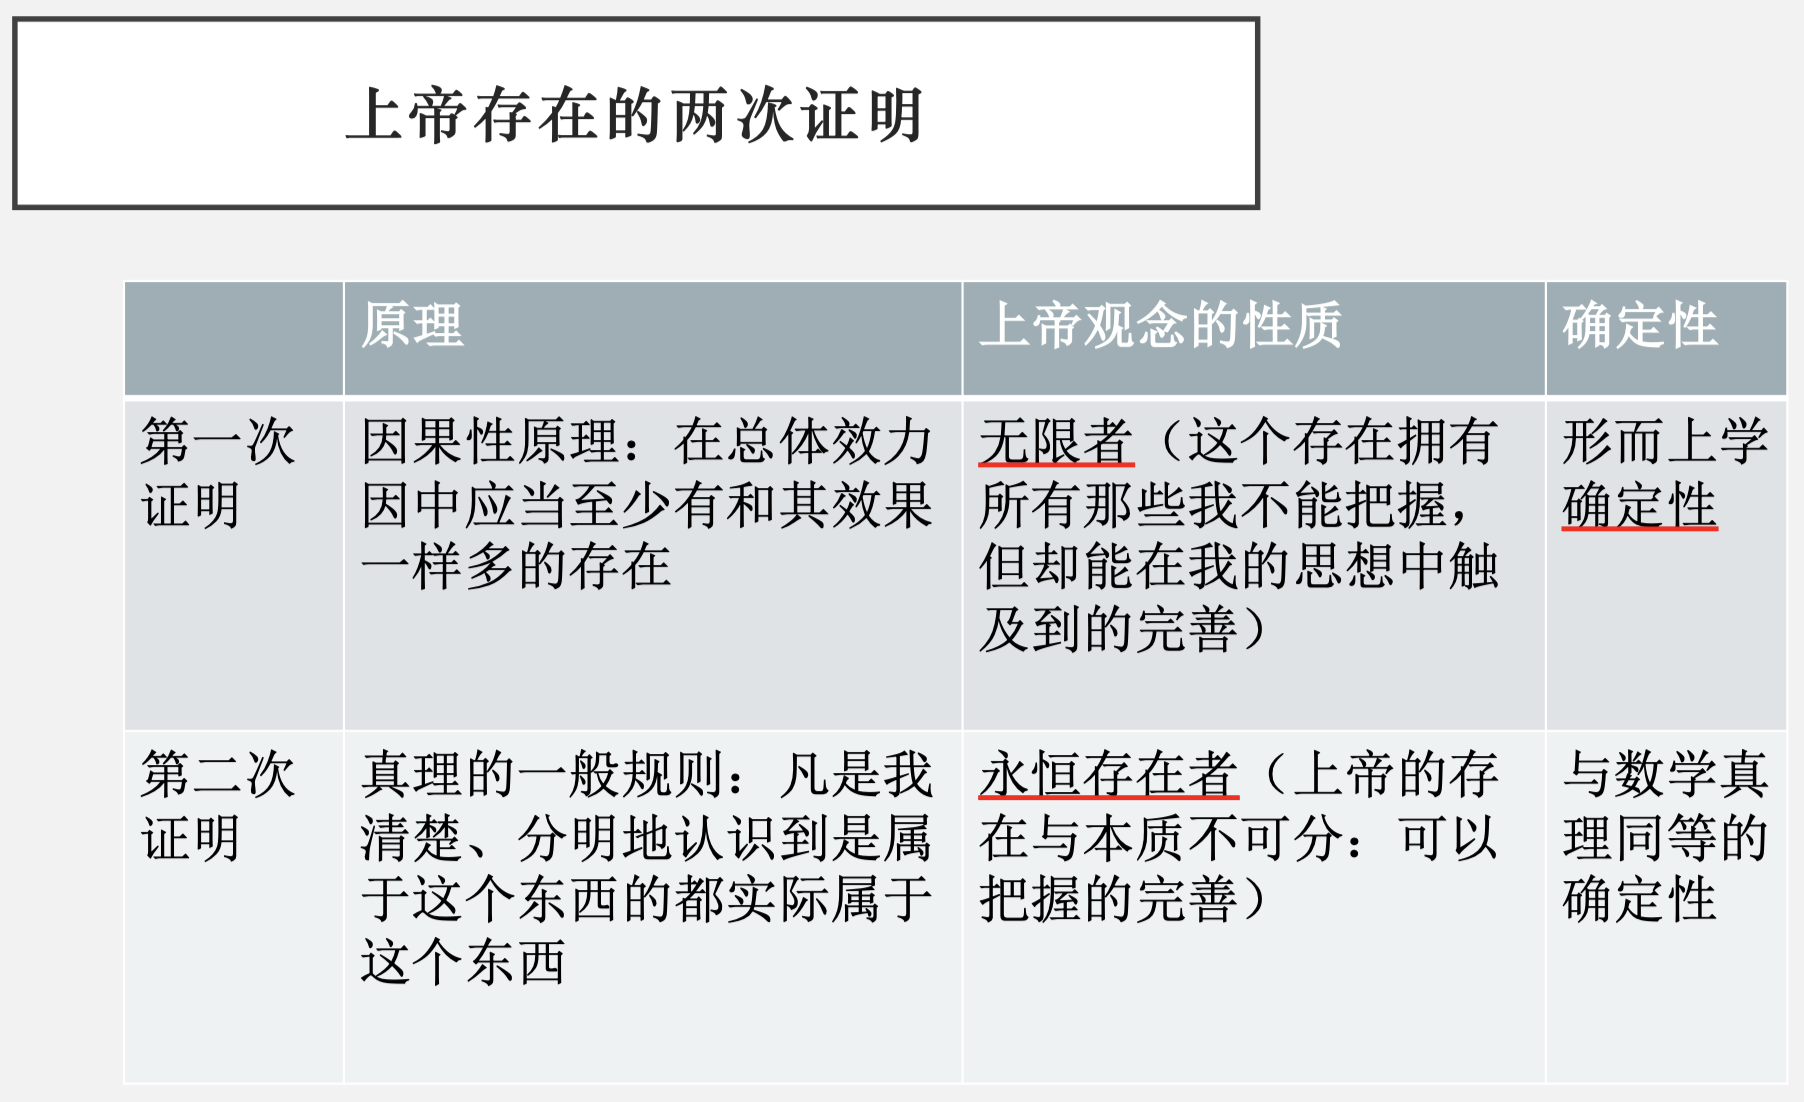 上帝存在的两次证明
原理
上帝观念的性质
确定性
第一次
证明
因果性原理：在总体效力
因中应当至少有和其效果
一样多的存在
无限者（这个存在拥有
所有那些我不能把握，
但却能在我的思想中触
及到的完善）
形而上学
确定性
第二次
证明
真理的一般规则：凡是我
清楚、分明地认识到是属
于这个东西的都实际属于
这个东西
永恒存在者（上帝的存
在与本质不可分：可以
把握的完善）
与数学真
理同等的
确定性